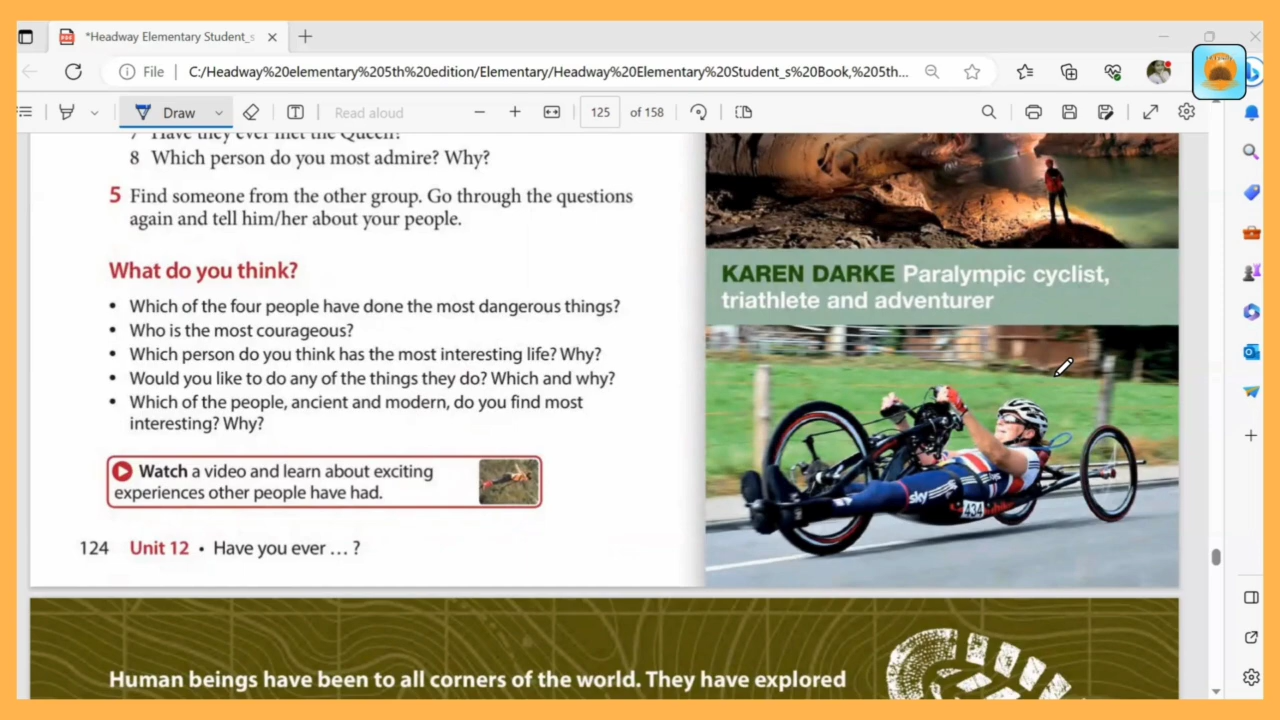 *Headway Elementary Student_s
File
C:/Headway%20elementary%205th%20edition/Elementary/Headway%20Elementary%20Student_s%20Book,%205th...
Draw
Read aloud
125 of 158
7 Have they ever met the Queen?
8 Which person do you most admire? Why?
5 Find someone from the other group. Go through the questions
again and tell him/her about your people.
What do you think?
• Which of the four people have done the most dangerous things?
• Who is the most courageous?
• Which person do you think has the most interesting life? Why?
• Would you like to do any of the things they do? Which and why?
• Which of the people, ancient and modern, do you find most
interesting? Why?
Watch a video and learn about exciting
experiences other people have had.
124 Unit 12 • Have you ever … ?
KAREN DARKE Paralympic cyclist,
triathlete and adventurer
sky
434
Human beings have been to all corners of the world. They have explored